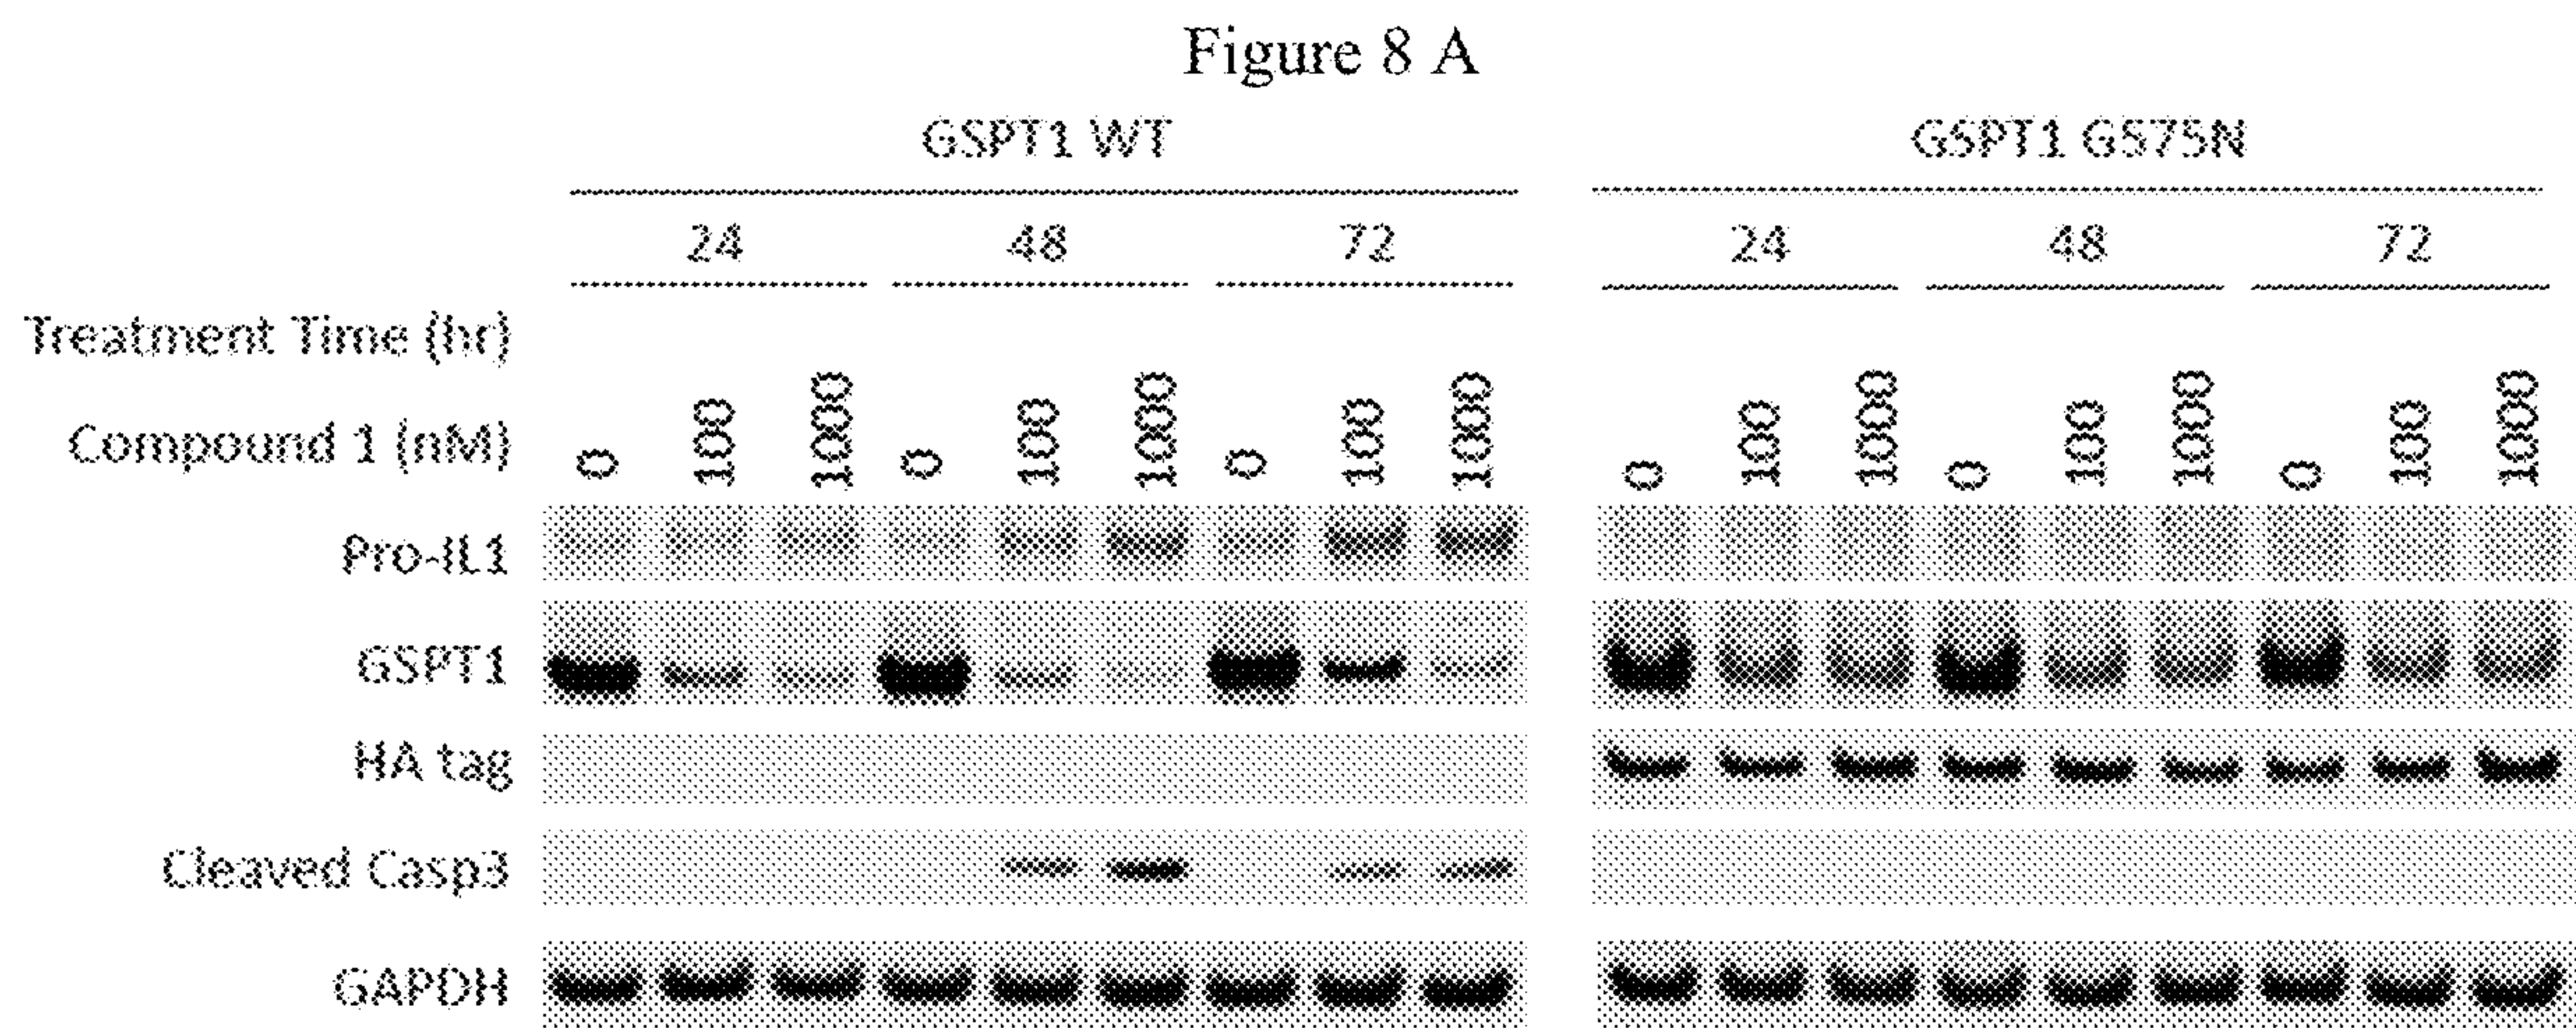 Figure 8 A
GSPT1 WT GSPT1 G575N
24 48 72 24 48 72
Treatment Time (hr)
Compound 1 (nM) 0 100 1000 0 100 1000 0 100 1000 0 100 1000 0 100 1000 0 100 1000
Pro-IL1
GSPT1
HA tag
Cleaved Casp3
GAPDH